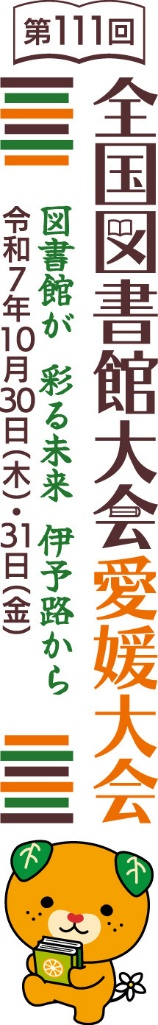 第111回
全国図書館大会愛媛大会
図書館が 彩る未来 伊予路から
令和7年10月30日(木)・31日(金)